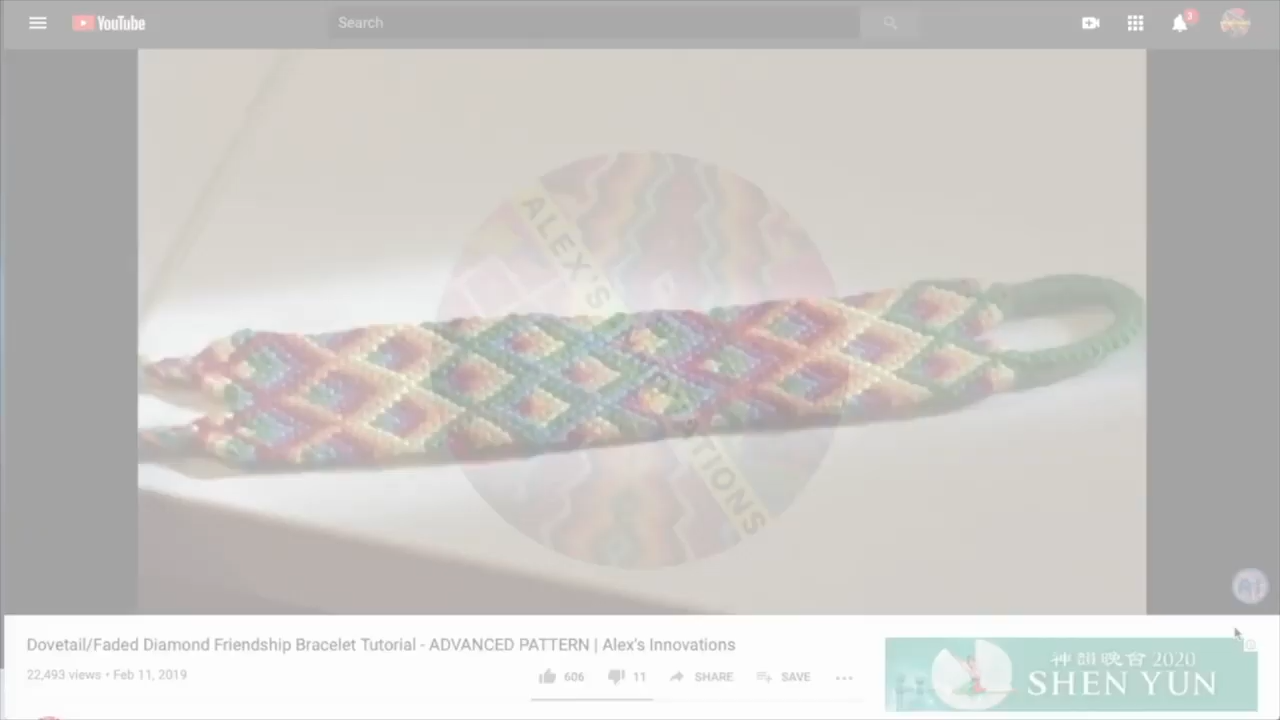 YouTube
Search
3
ALEX'S
Dovetail/Faded Diamond Friendship Bracelet Tutorial - ADVANCED PATTERN | Alex's Innovations
22,493 views • Feb 11, 2019
606
11
SHARE
SAVE
神韻晚會 2020
SHEN YUN